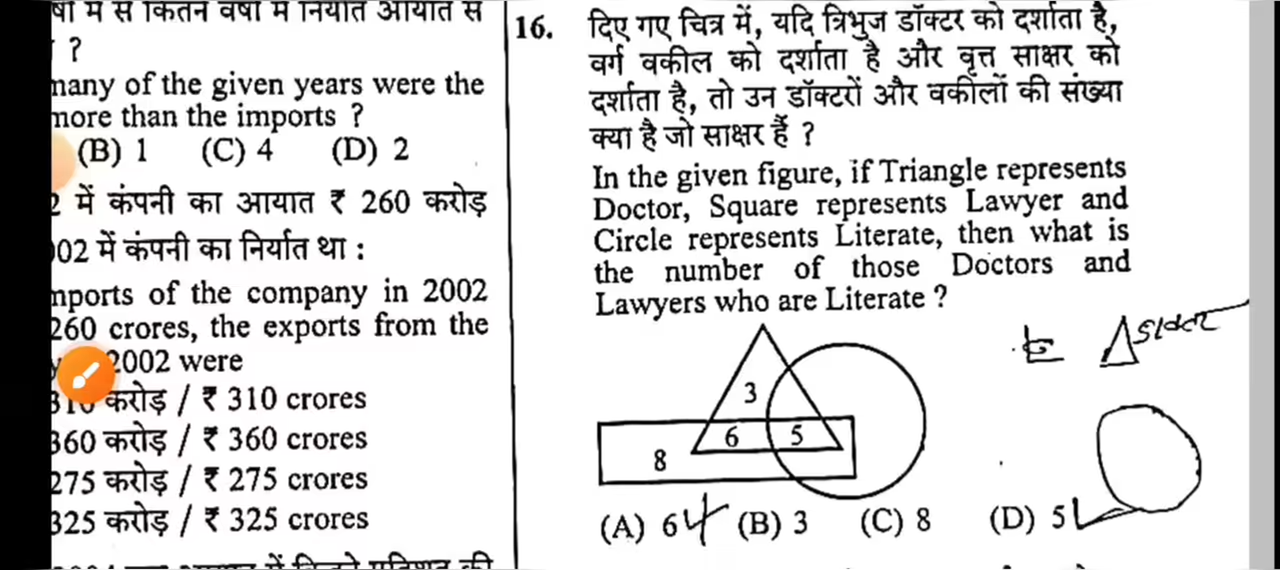 ? 
many of the given years were the
more than the imports ?
(B) 1 (C) 4 (D) 2
2 में कंपनी का आयात ₹ 260 करोड़
002 में कंपनी का निर्यात था :
mports of the company in 2002
260 crores, the exports from the
2002 were
310 करोड़ / ₹ 310 crores
360 करोड़ / ₹ 360 crores
275 करोड़ / ₹ 275 crores
325 करोड़ / ₹ 325 crores
16. दिए गए चित्र में, यदि त्रिभुज डॉक्टर को दर्शाता है,
वर्ग वकील को दर्शाता है और वृत्त साक्षर को
दर्शाता है, तो उन डॉक्टरों और वकीलों की संख्या
क्या है जो साक्षर हैं ?
In the given figure, if Triangle represents
Doctor, Square represents Lawyer and
Circle represents Literate, then what is
the number of those Doctors and
Lawyers who are Literate ?
डाक्टर
3
6 5
8
(A) 6 (B) 3 (C) 8 (D) 5